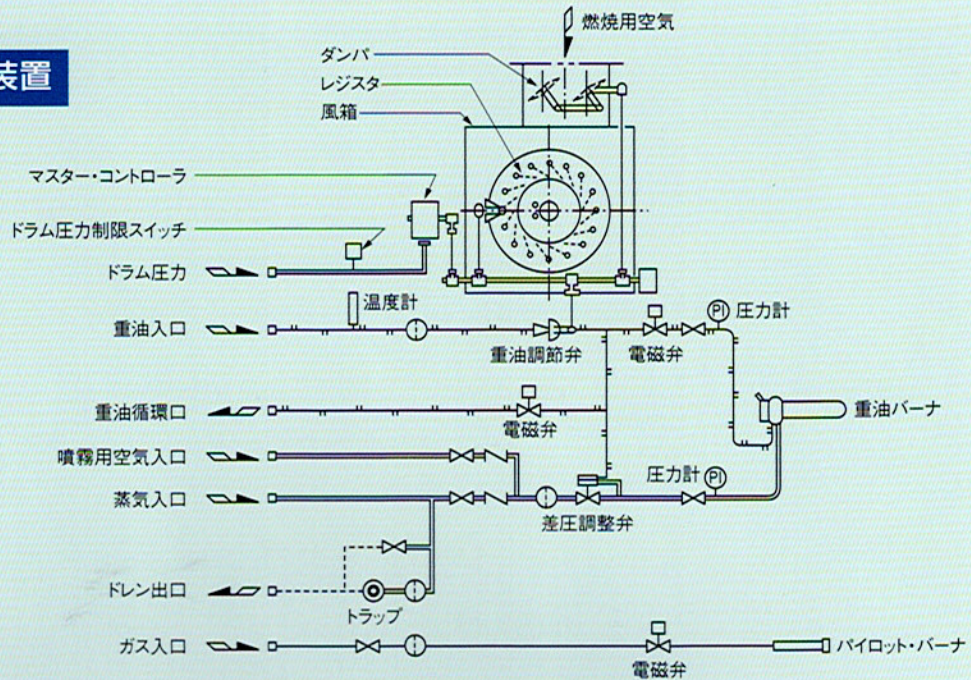 装置
燃焼用空気
ダンパ
レジスタ
風箱
マスター・コントローラ
ドラム圧力制限スイッチ
ドラム圧力
温度計
PI 圧力計
重油入口
重油調節弁
電磁弁
重油循環口
電磁弁
重油バーナ
噴霧用空気入口
圧力計 PI
蒸気入口
差圧調整弁
ドレン出口
トラップ
ガス入口
電磁弁
パイロット・バーナ